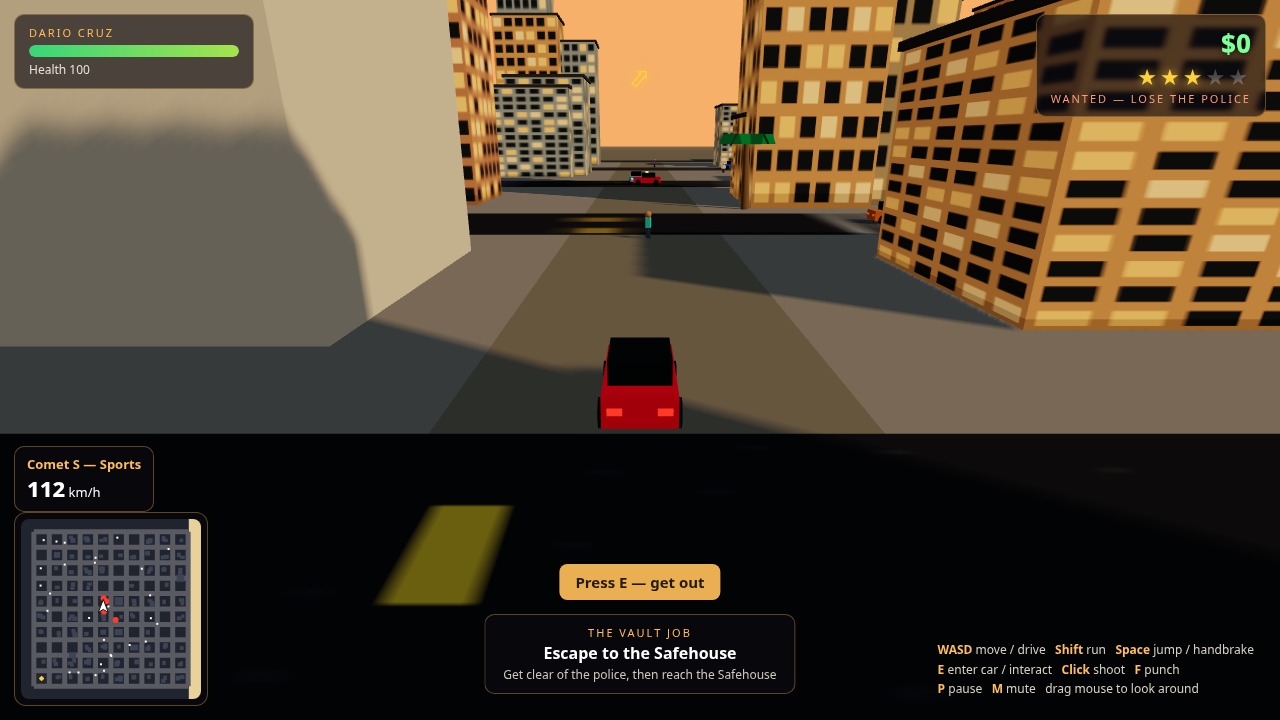 DARIO CRUZ
Health 100
$0
★★★★★
WANTED — LOSE THE POLICE
Comet S — Sports
112 km/h
Press E — get out
THE VAULT JOB
Escape to the Safehouse
Get clear of the police, then reach the Safehouse
WASD move / drive Shift run Space jump / handbrake
E enter car / interact Click shoot F punch
P pause M mute drag mouse to look around